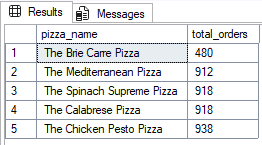 Results Messages
pizza_name total_orders
1 The Brie Carre Pizza 480
2 The Mediterranean Pizza 912
3 The Spinach Supreme Pizza 918
4 The Calabrese Pizza 918
5 The Chicken Pesto Pizza 938